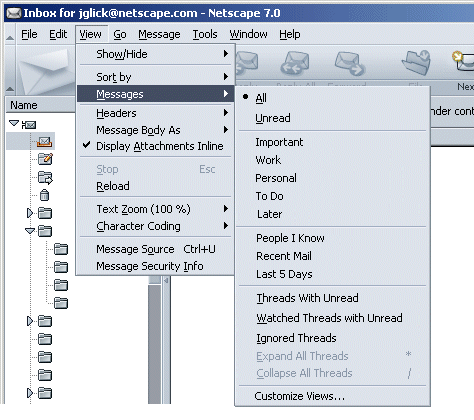 Inbox for jglick@netscape.com - Netscape 7.0
File Edit View Go Message Tools Window Help
Name
Show/Hide
Sort by
Messages
Headers
Message Body As
Display Attachments Inline
Stop Esc
Reload
Text Zoom (100 %)
Character Coding
Message Source Ctrl+U
Message Security Info
All
Unread
Important
Work
Personal
To Do
Later
People I Know
Recent Mail
Last 5 Days
Threads With Unread
Watched Threads with Unread
Ignored Threads
Expand All Threads *
Collapse All Threads /
Customize Views...